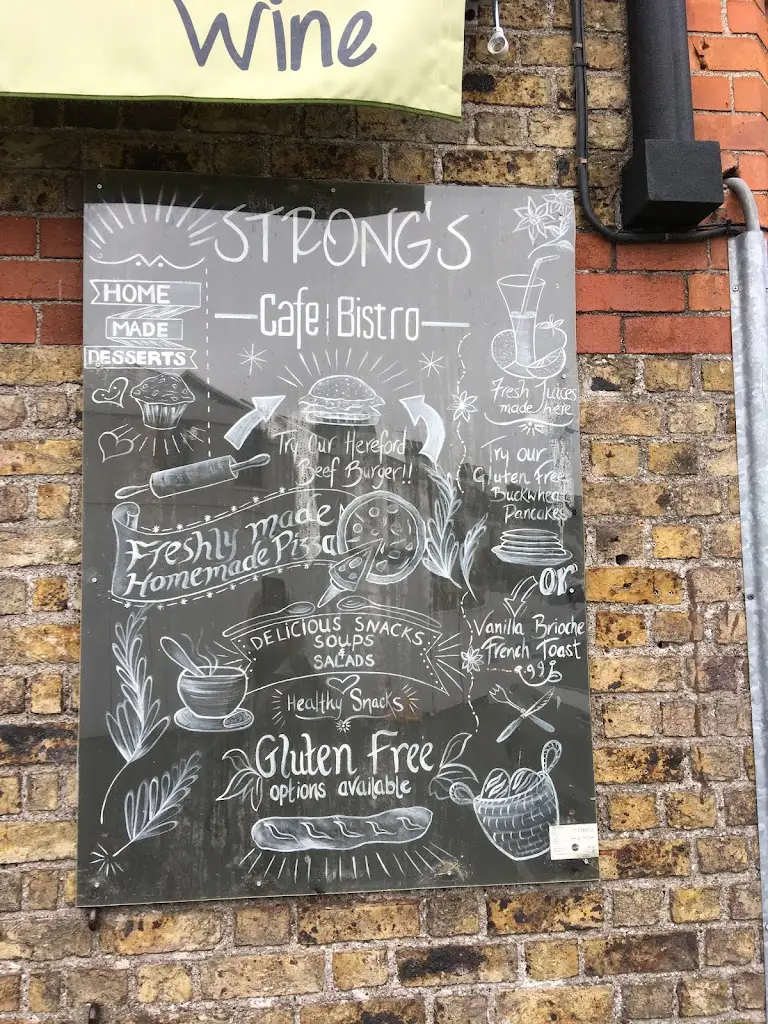 Wine
STRONG'S
Cafe Bistro
HOME
MADE
DESSERTS
Try Our Hereford
Beef Burger!!
Freshly made
Homemade Pizza
DELICIOUS SNACKS
SOUPS
&
SALADS
Healthy Snacks
Gluten Free
options available
Fresh Juices
made here
Try our
Gluten Free
Buckwheat
Pancakes
or
Vanilla Brioche
French Toast